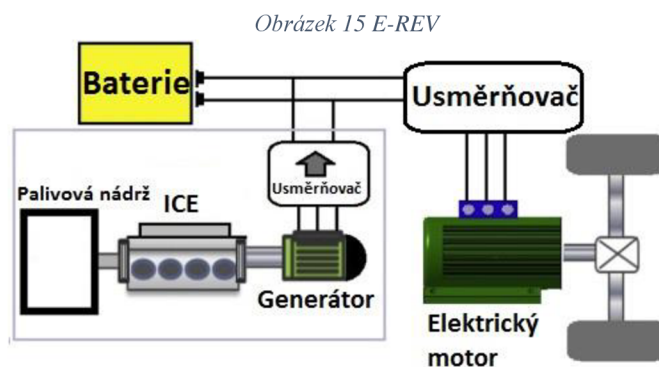 Obrázek 15 E-REV
Baterie
Usměrňovač
Usměrňovač
Palivová nádrž
ICE
Generátor
Elektrický
motor